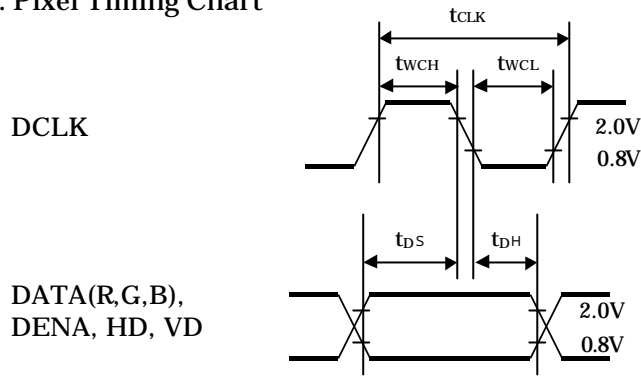 . Pixel Timing Chart
tCLK
tWCH tWCL
DCLK
2.0V
0.8V
tDS tDH
DATA(R,G,B),
DENA, HD, VD
2.0V
0.8V